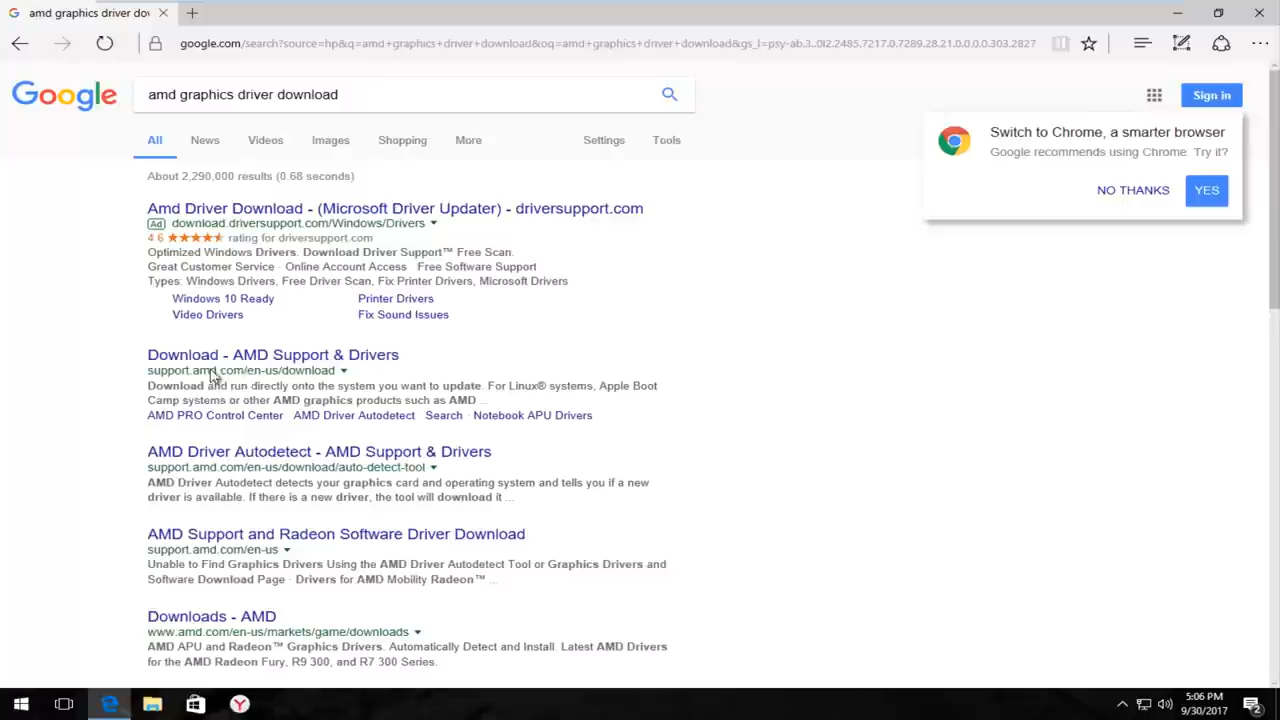 amd graphics driver dov
google.com/search?source=hp&q=amd+graphics+driver+download&oq=amd+graphics+driver+download&gs_l=psy-ab.3..0l2.2485.7217.0.7289.28.21.0.0.0.0.303.2827
Google
amd graphics driver download
Sign in
All News Videos Images Shopping More Settings Tools
Switch to Chrome, a smarter browser
Google recommends using Chrome. Try it?
NO THANKS YES
About 2,290,000 results (0.68 seconds)
Amd Driver Download - (Microsoft Driver Updater) - driversupport.com
Ad download.driversupport.com/Windows/Drivers
4.6 ★★★★★ rating for driversupport.com
Optimized Windows Drivers. Download Driver Support™ Free Scan.
Great Customer Service · Online Account Access · Free Software Support
Types: Windows Drivers, Free Driver Scan, Fix Printer Drivers, Microsoft Drivers
Windows 10 Ready Printer Drivers
Video Drivers Fix Sound Issues
Download - AMD Support & Drivers
support.amd.com/en-us/download
Download and run directly onto the system you want to update. For Linux® systems, Apple Boot
Camp systems or other AMD graphics products such as AMD ...
AMD PRO Control Center · AMD Driver Autodetect · Search · Notebook APU Drivers
AMD Driver Autodetect - AMD Support & Drivers
support.amd.com/en-us/download/auto-detect-tool
AMD Driver Autodetect detects your graphics card and operating system and tells you if a new
driver is available. If there is a new driver, the tool will download it ...
AMD Support and Radeon Software Driver Download
support.amd.com/en-us
Unable to Find Graphics Drivers Using the AMD Driver Autodetect Tool or Graphics Drivers and
Software Download Page · Drivers for AMD Mobility Radeon™ ...
Downloads - AMD
www.amd.com/en-us/markets/game/downloads
AMD APU and Radeon™ Graphics Drivers. Automatically Detect and Install. Latest AMD Drivers
for the AMD Radeon Fury, R9 300, and R7 300 Series.
5:06 PM
9/30/2017
2